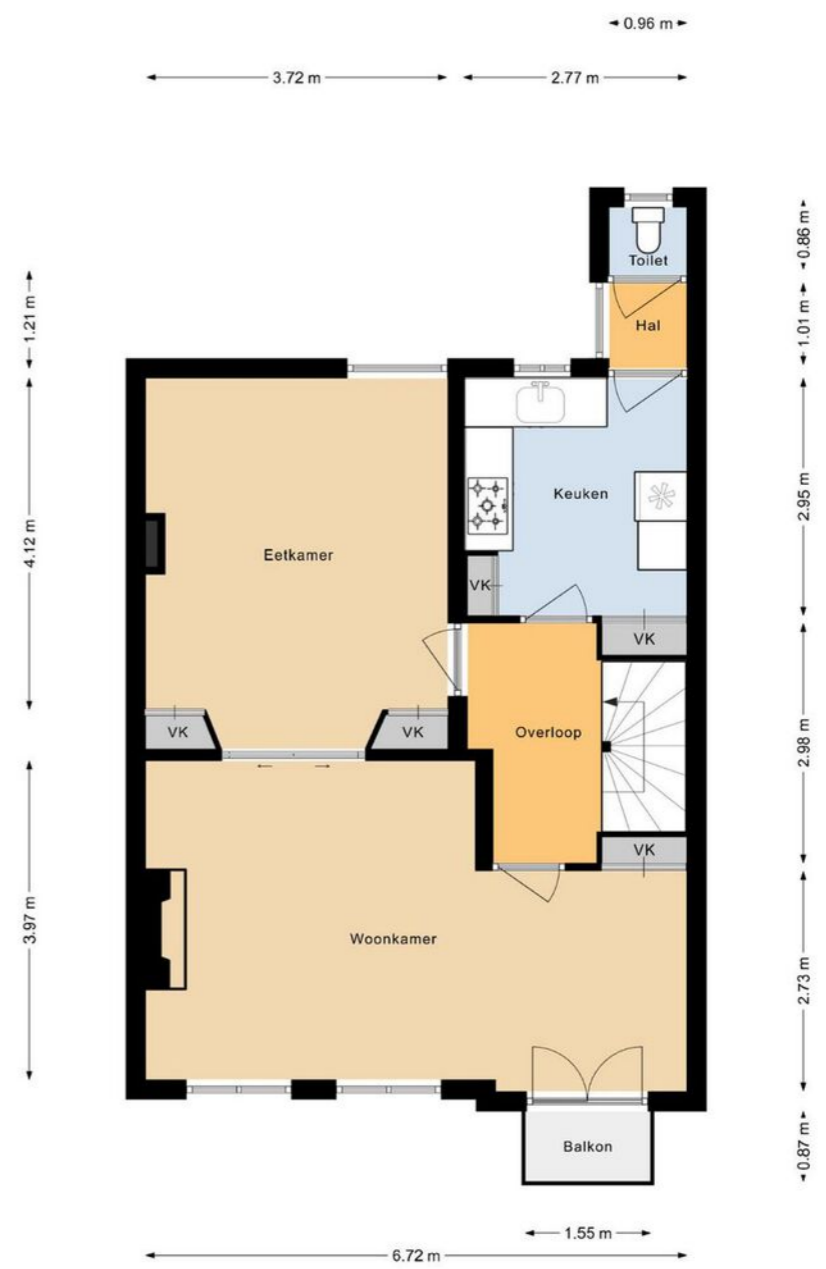 0.96 m
3.72 m
2.77 m
0.86 m
Toilet
1.21 m
1.01 m
Hal
Keuken
2.95 m
4.12 m
Eetkamer
VK
VK
VK
VK
Overloop
2.98 m
VK
3.97 m
Woonkamer
2.73 m
Balkon
0.87 m
1.55 m
6.72 m